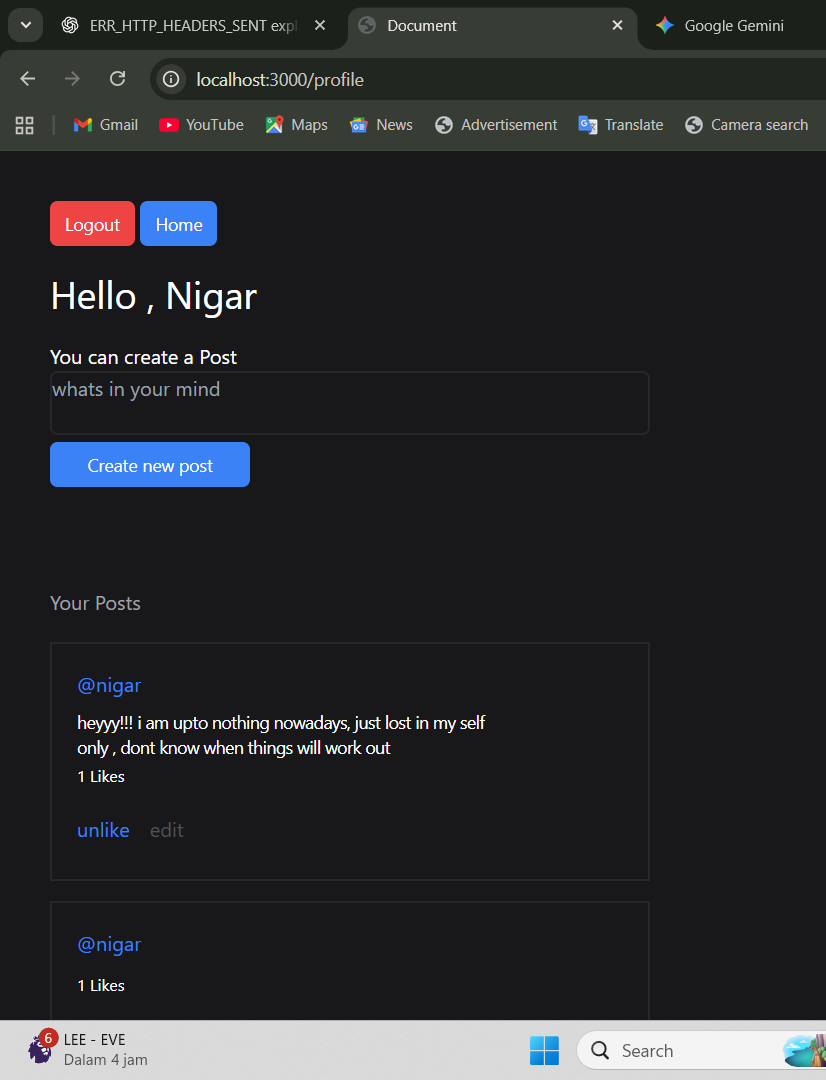 ERR_HTTP_HEADERS_SENT expl
Document
Google Gemini
localhost:3000/profile
Gmail
YouTube
Maps
News
Advertisement
Translate
Camera search
Logout
Home
Hello , Nigar
You can create a Post
whats in your mind
Create new post
Your Posts
@nigar
heyyy!!! i am upto nothing nowadays, just lost in my self
only , dont know when things will work out
1 Likes
unlike edit
@nigar
1 Likes
6
LEE - EVE
Dalam 4 jam
Search